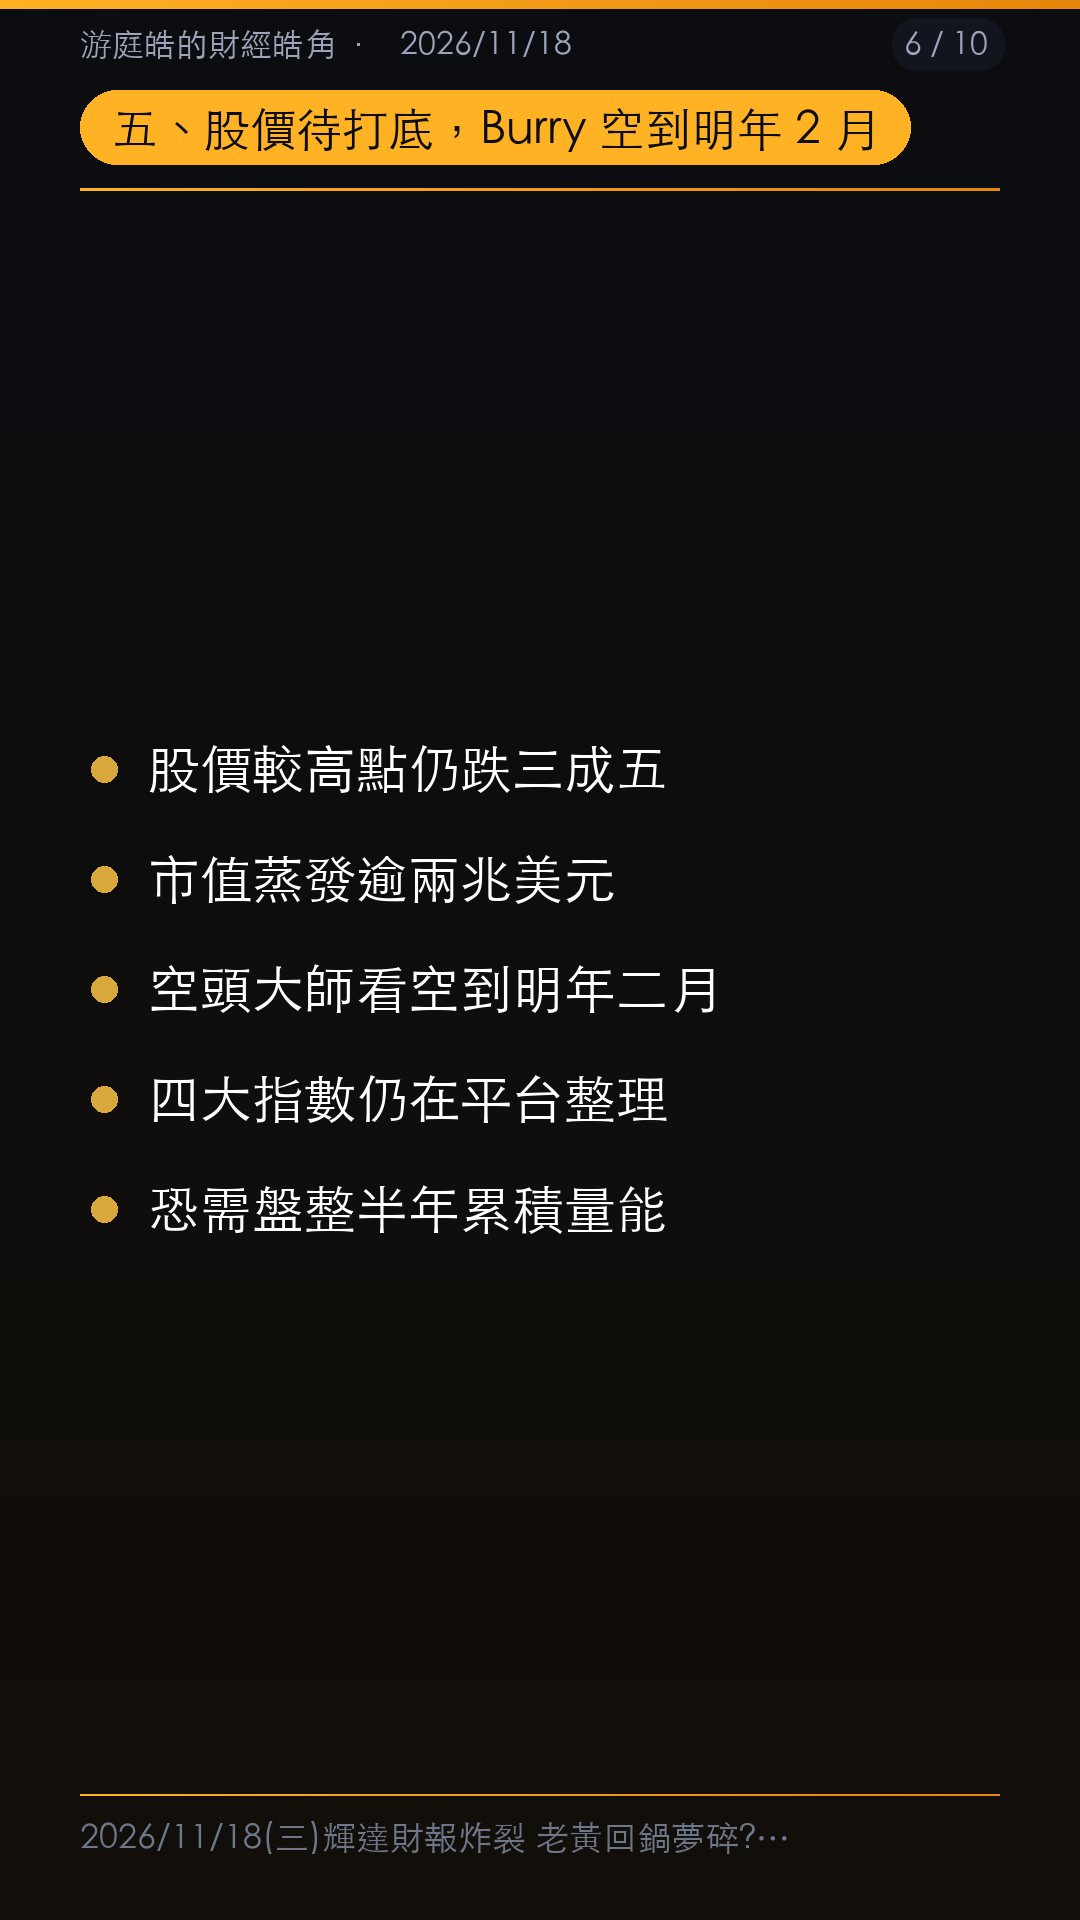 游庭皓的財經皓角 · 2026/11/18
6 / 10
五、股價待打底，Burry 空到明年 2 月
股價較高點仍跌三成五
市值蒸發逾兩兆美元
空頭大師看空到明年二月
四大指數仍在平台整理
恐需盤整半年累積量能
2026/11/18(三)輝達財報炸裂 老黃回鍋夢碎?⋯